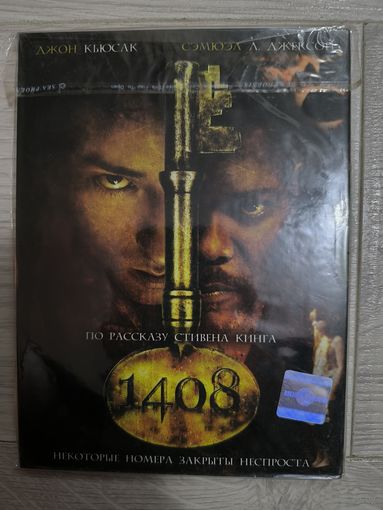 ДЖОН КЬЮСАК СЭМЮЭЛ Л. ДЖЕКСОН
ПО РАССКАЗУ СТИВЕНА КИНГА
1408
НЕКОТОРЫЕ НОМЕРА ЗАКРЫТЫ НЕСПРОСТА